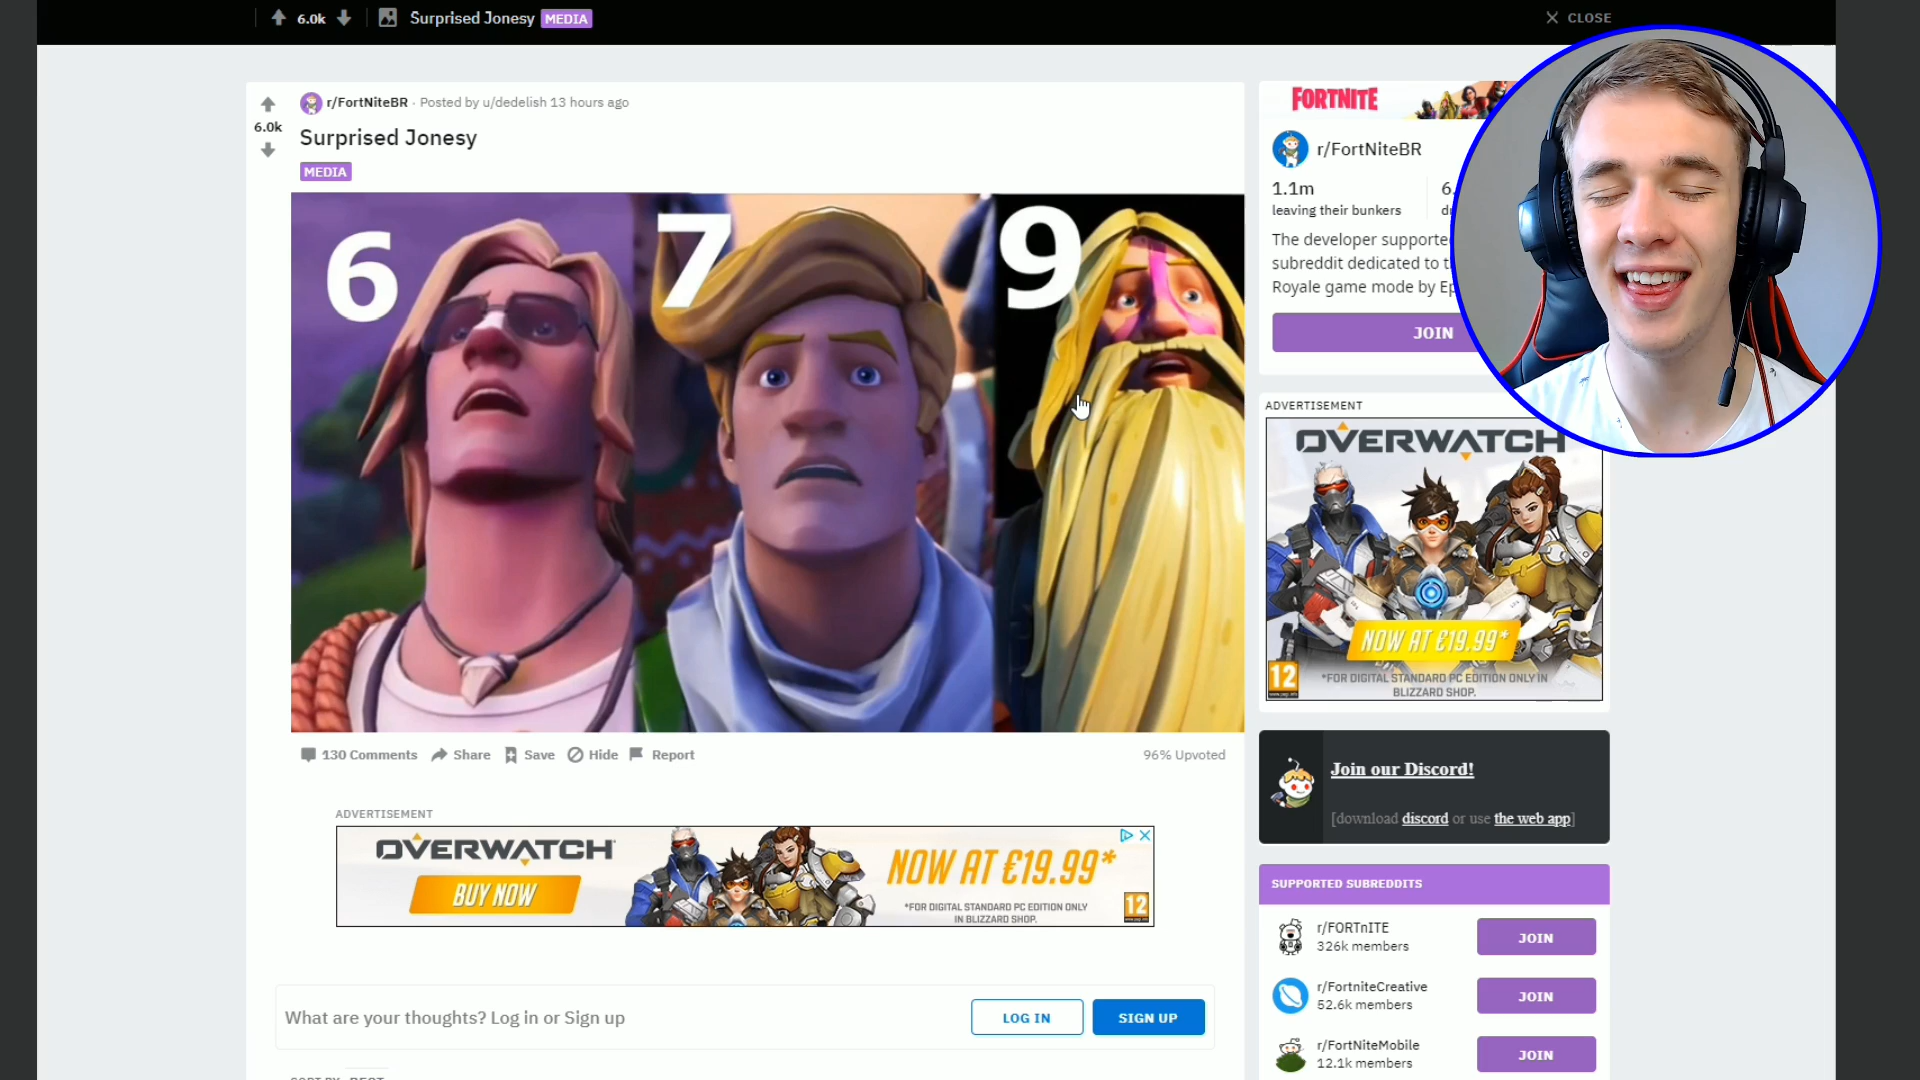 6.0k Surprised Jonesy MEDIA
CLOSE
r/FortNiteBR · Posted by u/dedelish 13 hours ago
6.0k
Surprised Jonesy
MEDIA
6 7 9
130 Comments Share Save Hide Report
96% Upvoted
ADVERTISEMENT
OVERWATCH
BUY NOW
NOW AT €19.99*
*FOR DIGITAL STANDARD PC EDITION ONLY
IN BLIZZARD SHOP.
12
What are your thoughts? Log in or Sign up
LOG IN
SIGN UP
FORTNITE
r/FortNiteBR
1.1m
leaving their bunkers
The developer
subreddit dedicated to
Royale game mode by
JOIN
ADVERTISEMENT
OVERWATCH
NOW AT €19.99*
12
*FOR DIGITAL STANDARD PC EDITION ONLY IN
BLIZZARD SHOP.
Join our Discord!
[download discord or use the web app]
SUPPORTED SUBREDDITS
r/FORTnITE
326k members
JOIN
r/FortniteCreative
52.6k members
JOIN
r/FortNiteMobile
12.1k members
JOIN